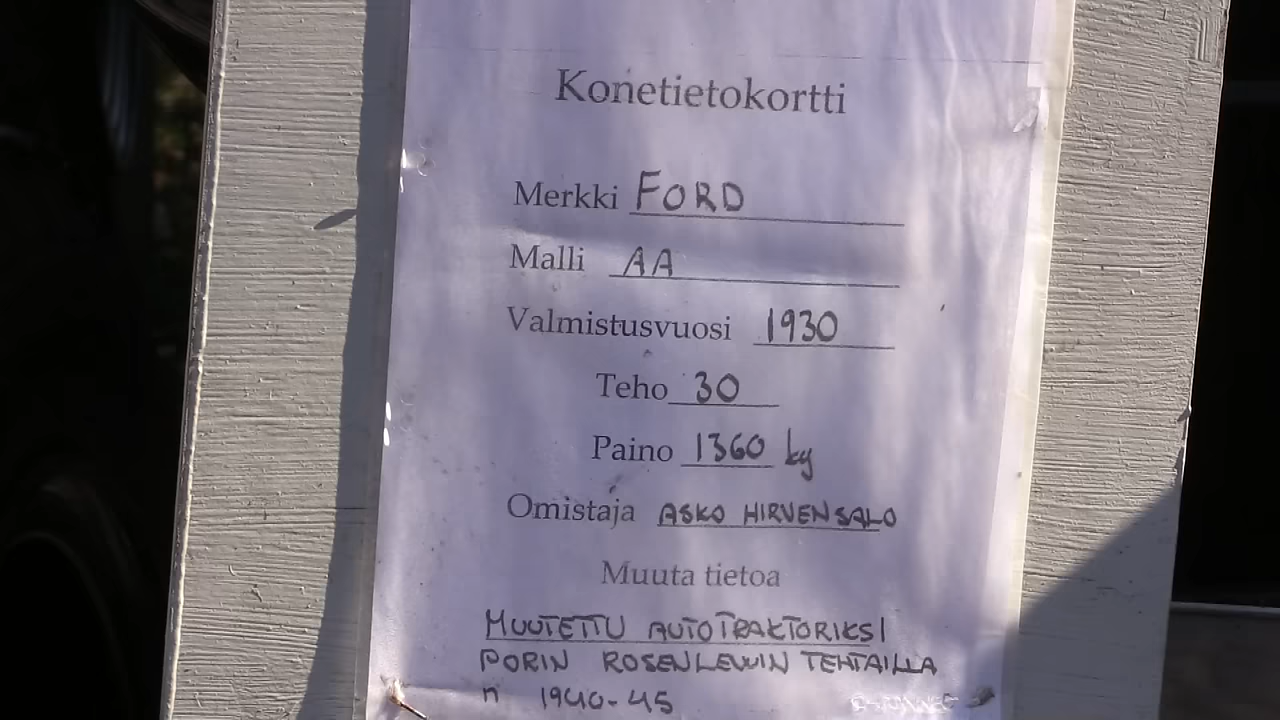 Konetietokortti
Merkki FORD
Malli AA
Valmistusvuosi 1930
Teho 30
Paino 1360 kg
Omistaja ASKO HIRVENSALO
Muuta tietoa
MUUTETTU AUTOTRAKTORIKSI
PORIN ROSENLEWIN TEHTAILLA
n 1940-45